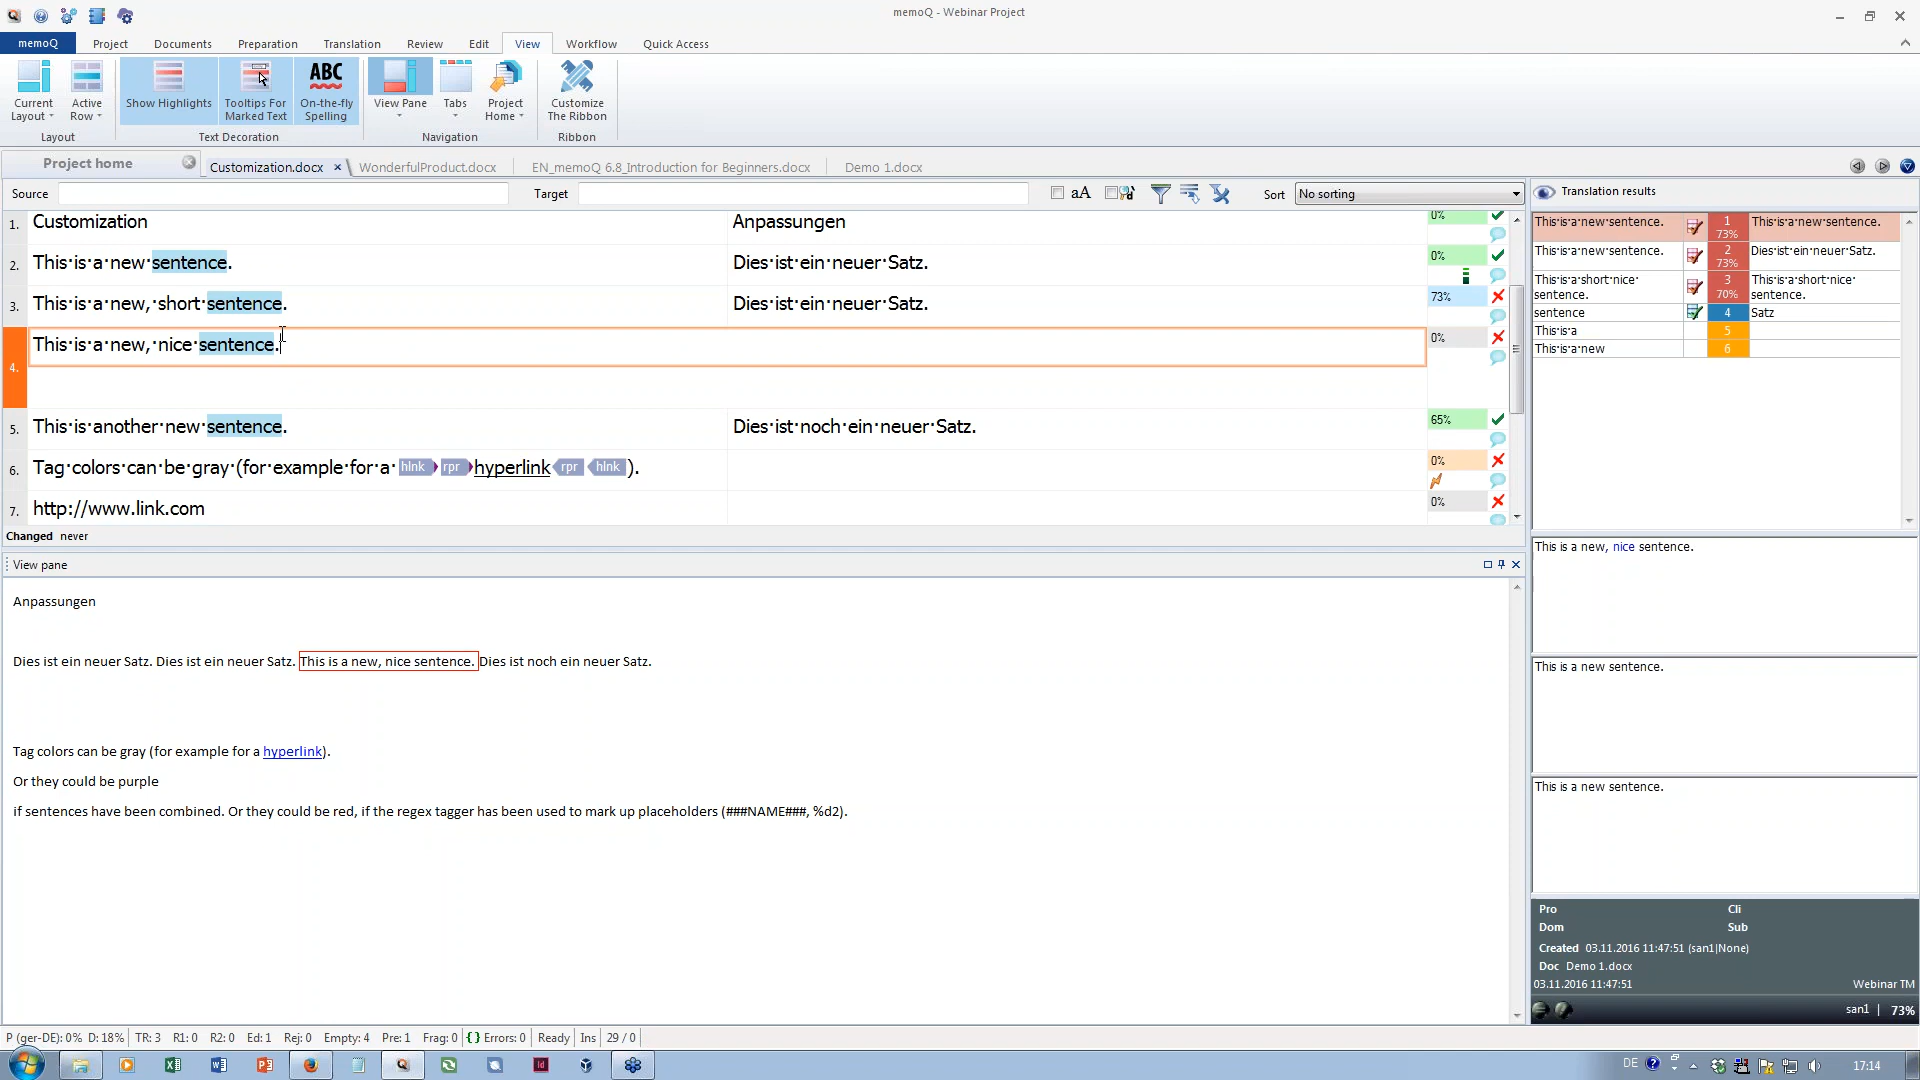 memoQ - Webinar Project
memoQ Project Documents Preparation Translation Review Edit View Workflow Quick Access
Current Layout
Active Row
Show Highlights
Tooltips For Marked Text
ABC
On-the-fly Spelling
View Pane
Tabs
Project Home
Customize The Ribbon
Layout Text Decoration Navigation Ribbon
Project home Customization.docx WonderfulProduct.docx EN_memoQ 6.8_Introduction for Beginners.docx Demo 1.docx
Source Target aA Sort No sorting
1. Customization Anpassungen 0%
2. This·is·a·new·sentence. Dies·ist·ein·neuer·Satz. 0%
3. This·is·a·new,·short·sentence. Dies·ist·ein·neuer·Satz. 73%
4. This·is·a·new,·nice·sentence. 0%
5. This·is·another·new·sentence. Dies·ist·noch·ein·neuer·Satz. 65%
6. Tag·colors·can·be·gray·(for·example·for·a· hlnk rpr hyperlink rpr hlnk ). 0%
7. http://www.link.com 0%
Changed never
View pane
Anpassungen
Dies ist ein neuer Satz. Dies ist ein neuer Satz. This is a new, nice sentence. Dies ist noch ein neuer Satz.
Tag colors can be gray (for example for a hyperlink).
Or they could be purple
if sentences have been combined. Or they could be red, if the regex tagger has been used to mark up placeholders (###NAME###, %d2).
Translation results
This·is·a·new·sentence. 1 73% This·is·a·new·sentence.
This·is·a·new·sentence. 2 73% Dies·ist·ein·neuer·Satz.
This·is·a·short·nice·sentence. 3 70% This·is·a·short·nice·sentence.
sentence 4 Satz
This·is·a 5
This·is·a·new 6
This is a new, nice sentence.
This is a new sentence.
This is a new sentence.
Pro Cli
Dom Sub
Created 03.11.2016 11:47:51 (san1|None)
Doc Demo 1.docx
03.11.2016 11:47:51 Webinar TM
san1 | 73%
P (ger-DE): 0% D: 18% TR: 3 R1: 0 R2: 0 Ed: 1 Rej: 0 Empty: 4 Pre: 1 Frag: 0 { } Errors: 0 Ready Ins 29 / 0
DE 17:14